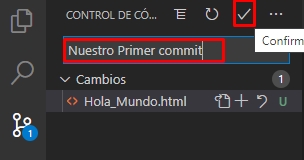 CONTROL DE CÓ...
Nuestro Primer commit
Confirm
Cambios
1
<> Hola_Mundo.html
U
1